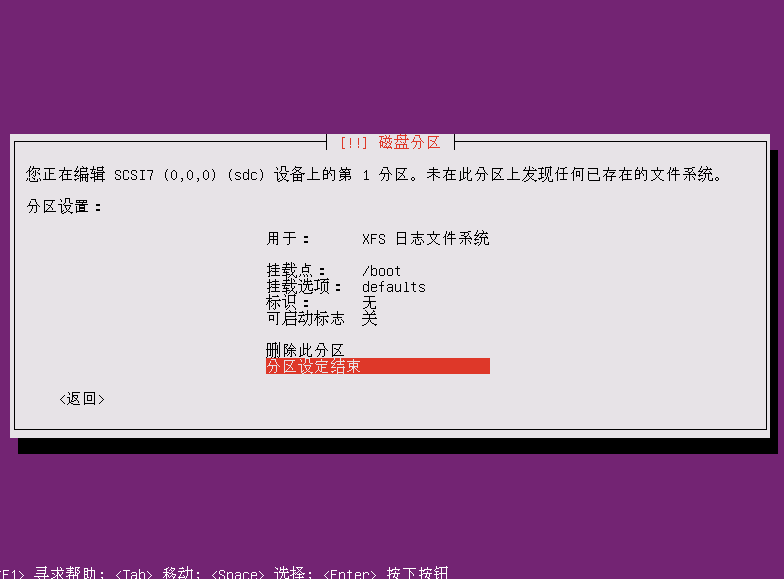 [!!] 磁盘分区
您正在编辑 SCSI7 (0,0,0) (sdc) 设备上的第 1 分区。未在此分区上发现任何已存在的文件系统。
分区设置：
用于： XFS 日志文件系统
挂载点： /boot
挂载选项： defaults
标识： 无
可启动标志 关
删除此分区
分区设定结束
<返回>
F1> 寻求帮助; <Tab> 移动; <Space> 选择; <Enter> 按下按钮